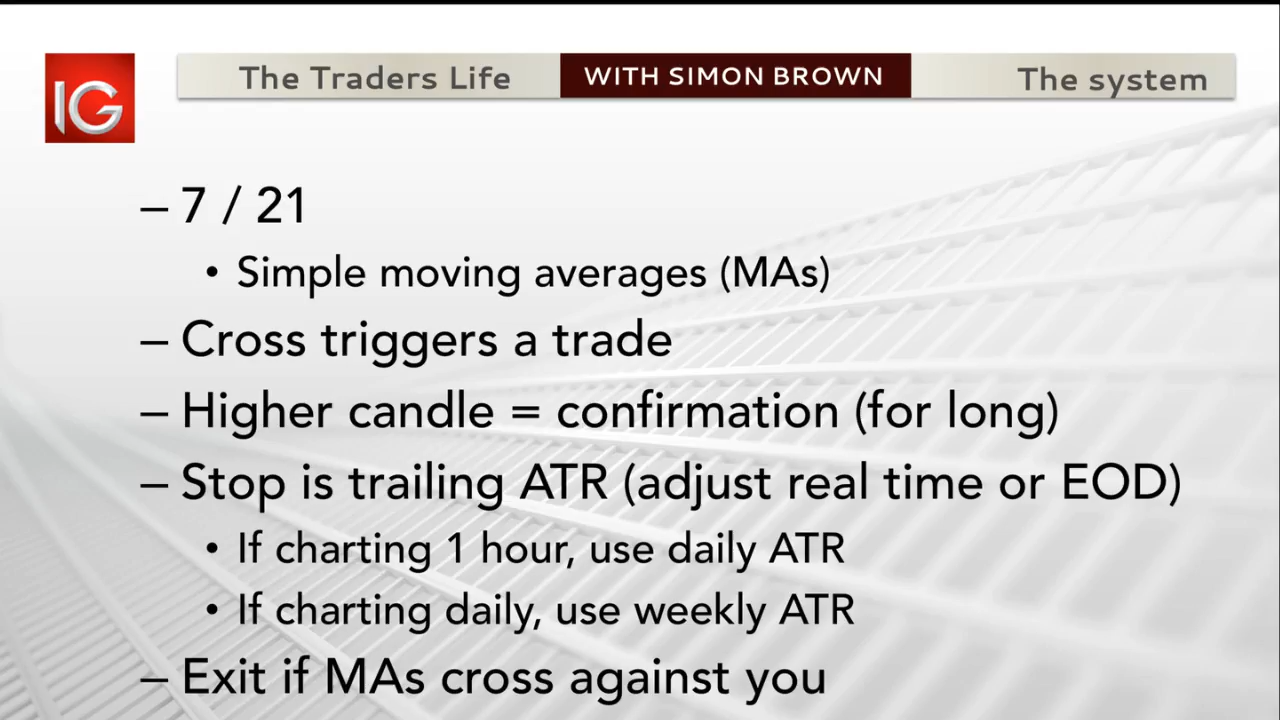 IG
The Traders Life WITH SIMON BROWN The system
– 7 / 21
• Simple moving averages (MAs)
– Cross triggers a trade
– Higher candle = confirmation (for long)
– Stop is trailing ATR (adjust real time or EOD)
• If charting 1 hour, use daily ATR
• If charting daily, use weekly ATR
– Exit if MAs cross against you